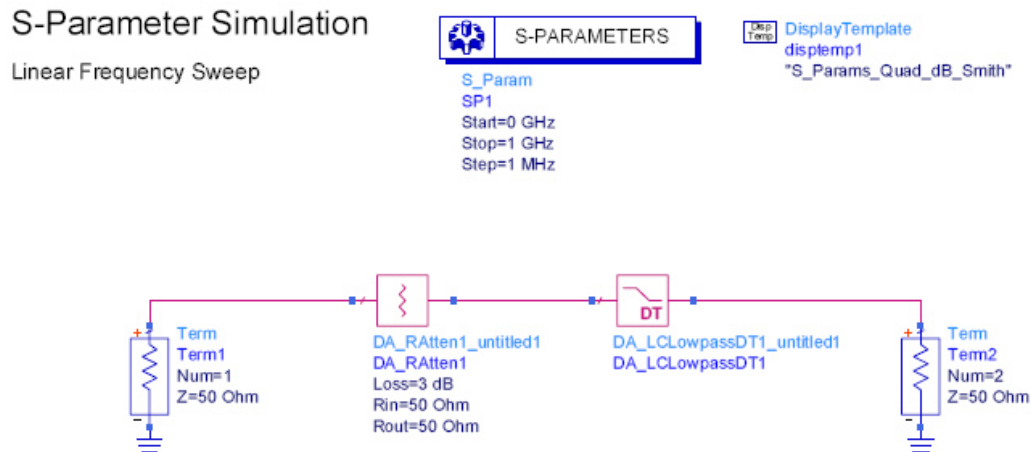 S-Parameter Simulation
Linear Frequency Sweep
S-PARAMETERS
S_Param
SP1
Start=0 GHz
Stop=1 GHz
Step=1 MHz
Disp
Temp
DisplayTemplate
disptemp1
"S_Params_Quad_dB_Smith"
+
Term
Term1
Num=1
Z=50 Ohm
-
DA_RAtten1_untitled1
DA_RAtten1
Loss=3 dB
Rin=50 Ohm
Rout=50 Ohm
DT
DA_LCLowpassDT1_untitled1
DA_LCLowpassDT1
+
Term
Term2
Num=2
Z=50 Ohm
-